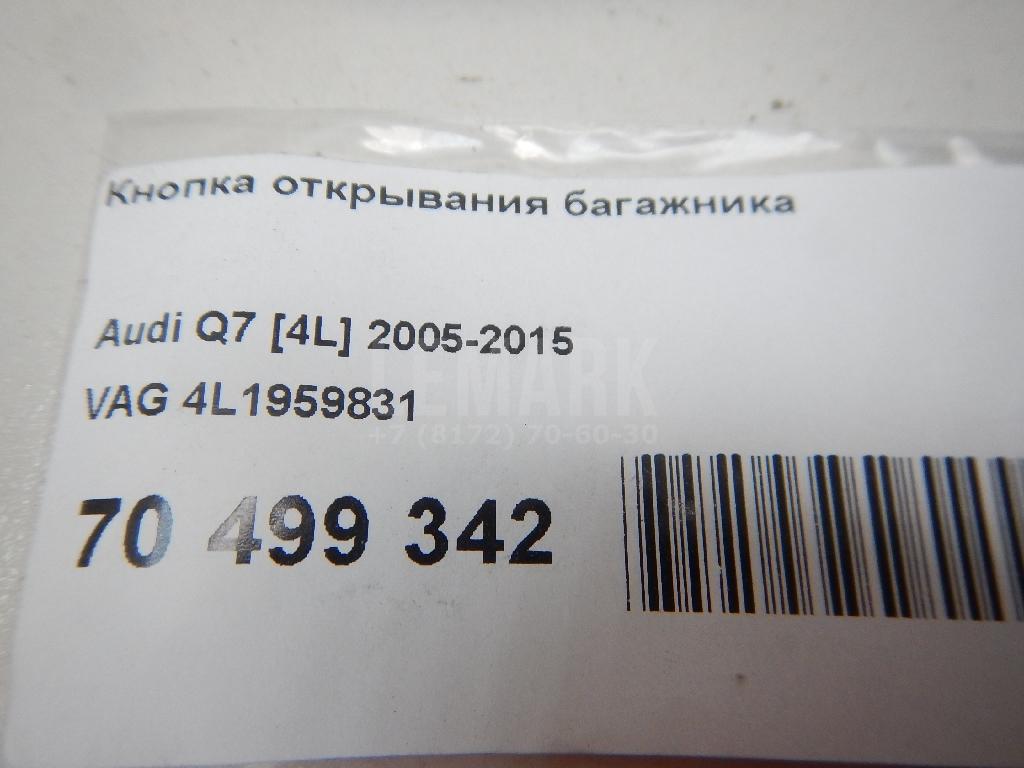 Кнопка открывания багажника
Audi Q7 [4L] 2005-2015
VAG 4L1959831
LEMARK
+7 (8172) 70-60-30
70 499 342